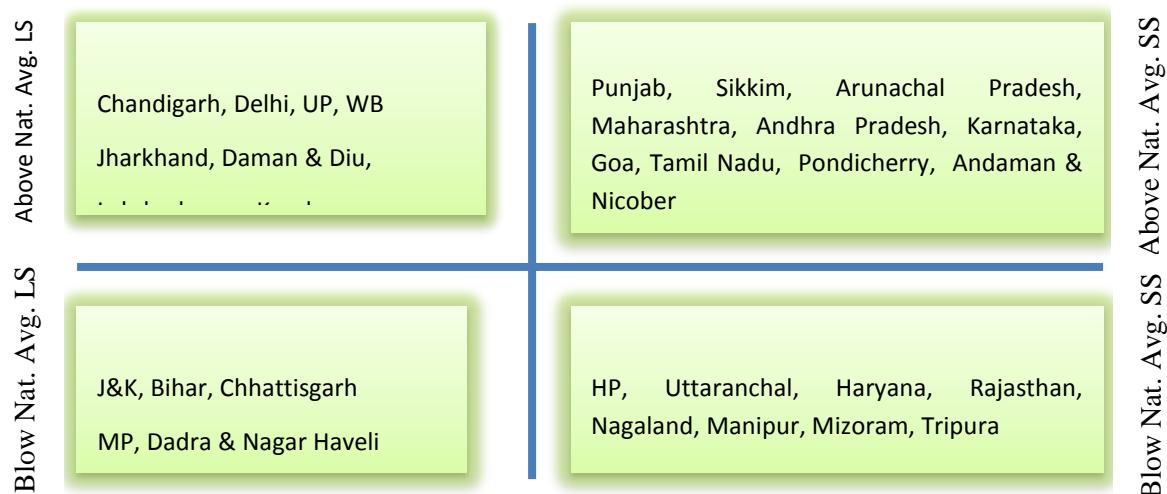 Above Nat. Avg. LS
Chandigarh, Delhi, UP, WB
Jharkhand, Daman & Diu,
Punjab, Sikkim, Arunachal Pradesh,
Maharashtra, Andhra Pradesh, Karnataka,
Goa, Tamil Nadu, Pondicherry, Andaman &
Nicober
Above Nat. Avg. SS
Blow Nat. Avg. LS
J&K, Bihar, Chhattisgarh
MP, Dadra & Nagar Haveli
HP, Uttaranchal, Haryana, Rajasthan,
Nagaland, Manipur, Mizoram, Tripura
Blow Nat. Avg. SS